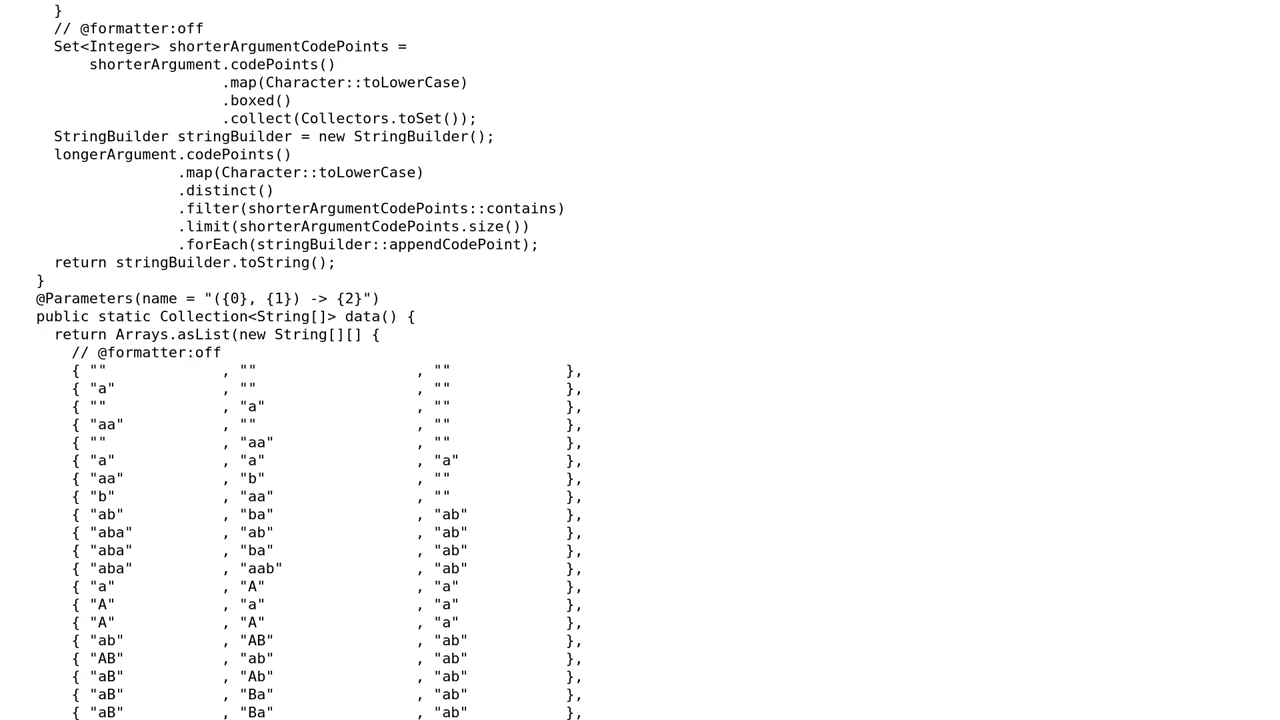 }
// @formatter:off
Set<Integer> shorterArgumentCodePoints =
shorterArgument.codePoints()
.map(Character::toLowerCase)
.boxed()
.collect(Collectors.toSet());
StringBuilder stringBuilder = new StringBuilder();
longerArgument.codePoints()
.map(Character::toLowerCase)
.distinct()
.filter(shorterArgumentCodePoints::contains)
.limit(shorterArgumentCodePoints.size())
.forEach(stringBuilder::appendCodePoint);
return stringBuilder.toString();
}
@Parameters(name = "({0}, {1}) -> {2}")
public static Collection<String[]> data() {
return Arrays.asList(new String[][] {
// @formatter:off
{ "" , "" , "" },
{ "a" , "" , "" },
{ "" , "a" , "" },
{ "aa" , "" , "" },
{ "" , "aa" , "" },
{ "a" , "a" , "a" },
{ "aa" , "b" , "" },
{ "b" , "aa" , "" },
{ "ab" , "ba" , "ab" },
{ "aba" , "ab" , "ab" },
{ "aba" , "ba" , "ab" },
{ "aba" , "aab" , "ab" },
{ "a" , "A" , "a" },
{ "A" , "a" , "a" },
{ "A" , "A" , "a" },
{ "ab" , "AB" , "ab" },
{ "AB" , "ab" , "ab" },
{ "aB" , "Ab" , "ab" },
{ "aB" , "Ba" , "ab" },
{ "aB" , "Ba" , "ab" },